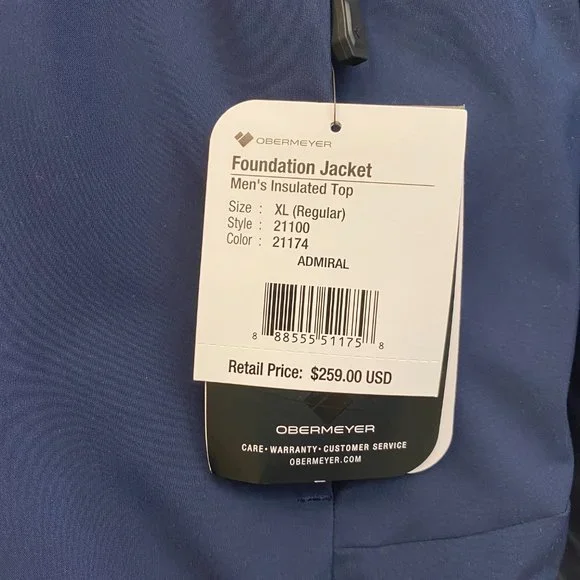 OBERMEYER
Foundation Jacket
Men's Insulated Top
Size : XL (Regular)
Style : 21100
Color : 21174
ADMIRAL
8 88555 51175 8
Retail Price: $259.00 USD
OBERMEYER
CARE • WARRANTY • CUSTOMER SERVICE
OBERMEYER.COM